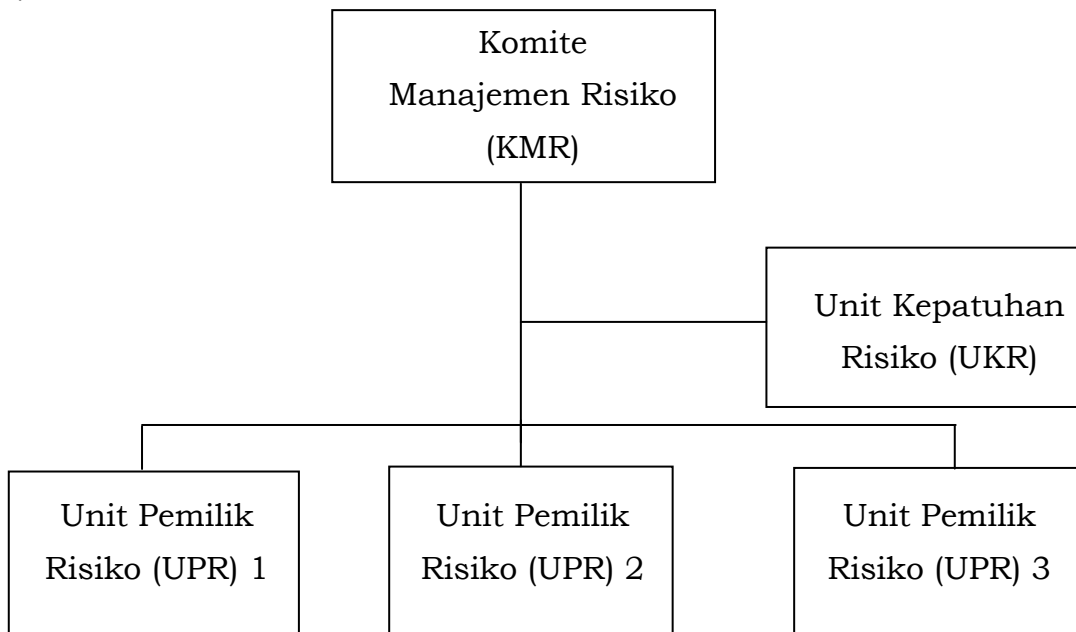 Komite
Manajemen Risiko
(KMR)
Unit Kepatuhan
Risiko (UKR)
Unit Pemilik
Risiko (UPR) 1
Unit Pemilik
Risiko (UPR) 2
Unit Pemilik
Risiko (UPR) 3